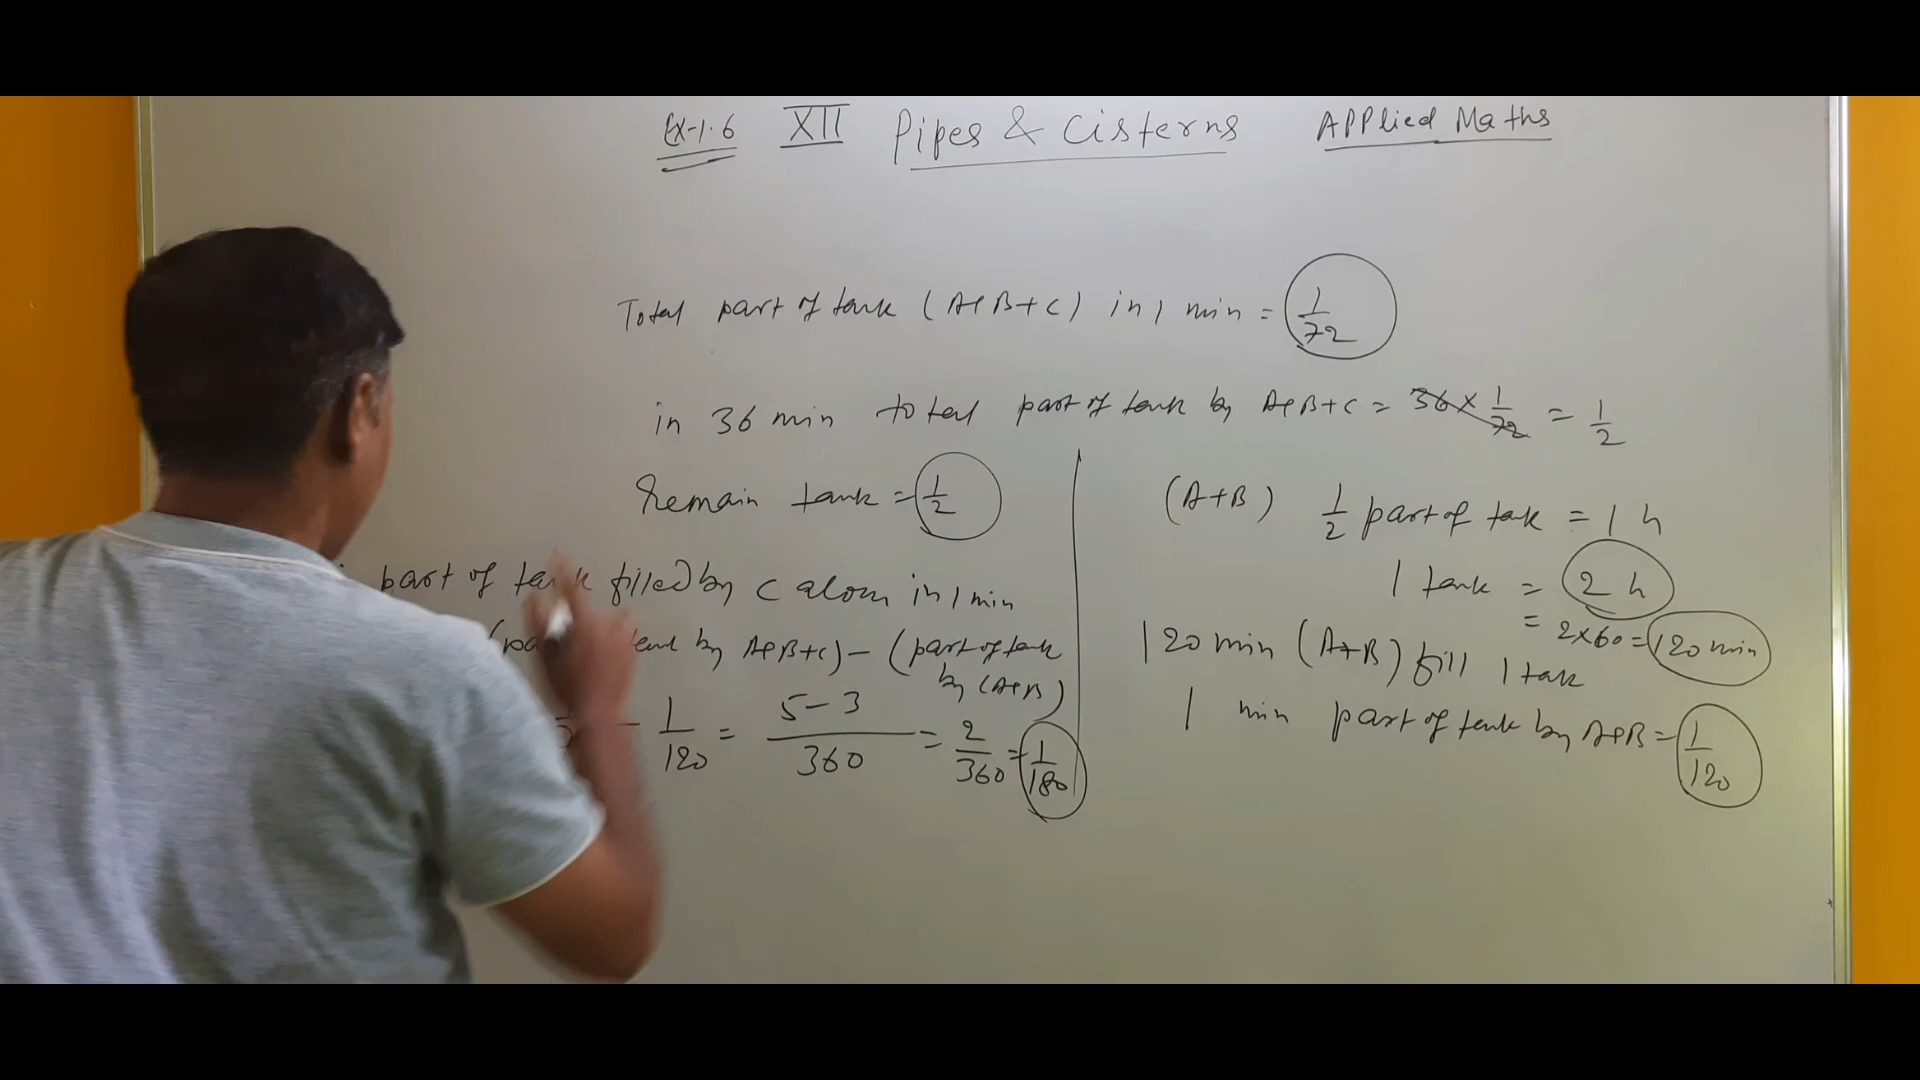 Ex-1.6 XII Pipes & Cisterns Applied Maths
Total part of tank (A&B+C) in 1 min = 1/72
in 36 min total part of tank by A&B+C = 36 × 1/72 = 1/2
Remain tank = 1/2
part of tank filled by C alone in 1 min
by A&B+C) - (part of tank
by (A&B)
- 1/120 = 5-3/360 = 2/360 = 1/180
(A+B) 1/2 part of tank = 1 h
1 tank = 2 h
= 2×60 = 120 min
120 min (A+B) fill 1 tak
1 min part of tank by A&B = 1/120